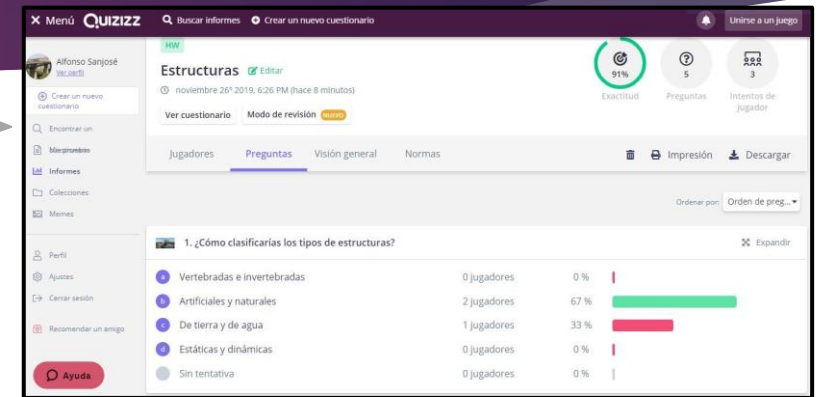 × Menú QUIZIZZ Buscar informes Crear un nuevo cuestionario Unirse a un juego
Alfonso Sanjosé
Ver perfil
Crear un nuevo
cuestionario
Encontrar un
Informes
Colecciones
Memes
Perfil
Ajustes
Cerrar sesión
Recomendar un amigo
Ayuda
HW
Estructuras Editar
noviembre 26º 2019, 6:26 PM (hace 8 minutos)
Ver cuestionario Modo de revisión NUEVO
91%
Exactitud
5
Preguntas
3
Intentos de
jugador
Jugadores Preguntas Visión general Normas Impresión Descargar
Ordenar por: Orden de preg...
1. ¿Cómo clasificarías los tipos de estructuras? Expandir
a Vertebradas e invertebradas 0 jugadores 0 %
b Artificiales y naturales 2 jugadores 67 %
c De tierra y de agua 1 jugadores 33 %
d Estáticas y dinámicas 0 jugadores 0 %
Sin tentativa 0 jugadores 0 %